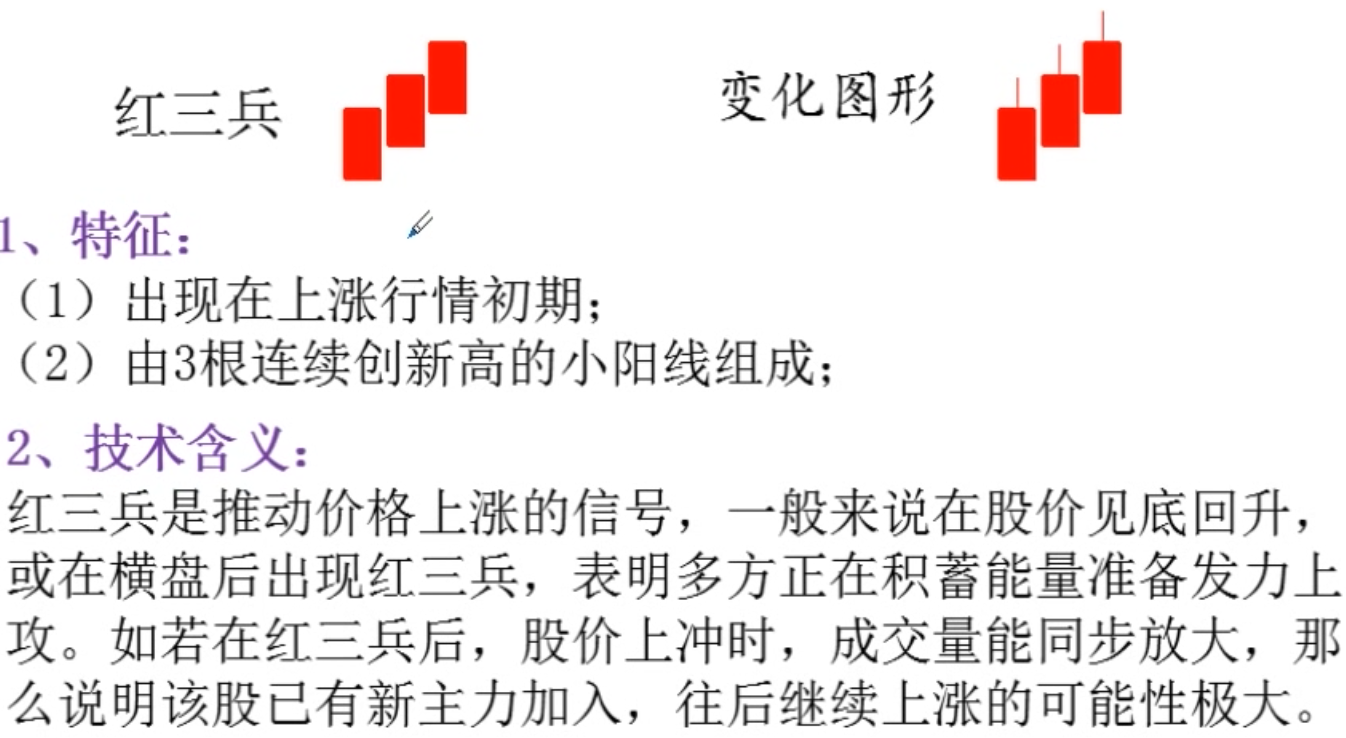 红三兵
变化图形
1、特征：
（1）出现在上涨行情初期；
（2）由3根连续创新高的小阳线组成；
2、技术含义：
红三兵是推动价格上涨的信号，一般来说在股价见底回升，
或在横盘后出现红三兵，表明多方正在积蓄能量准备发力上
攻。如若在红三兵后，股价上冲时，成交量能同步放大，那
么说明该股已有新主力加入，往后继续上涨的可能性极大。